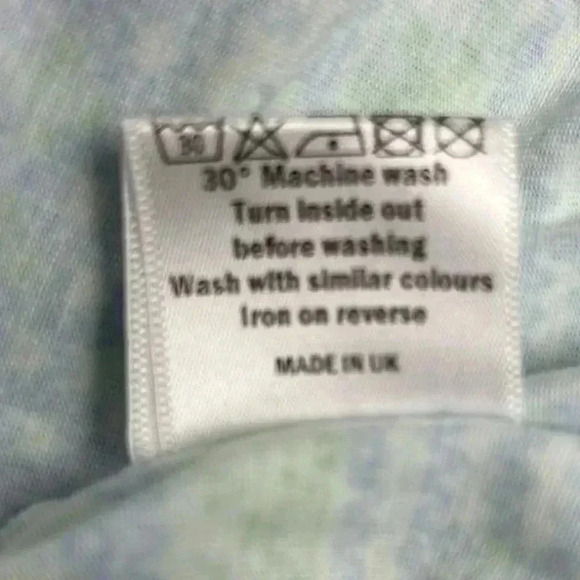 30
30° Machine wash
Turn inside out
before washing
Wash with similar colours
Iron on reverse
MADE IN UK